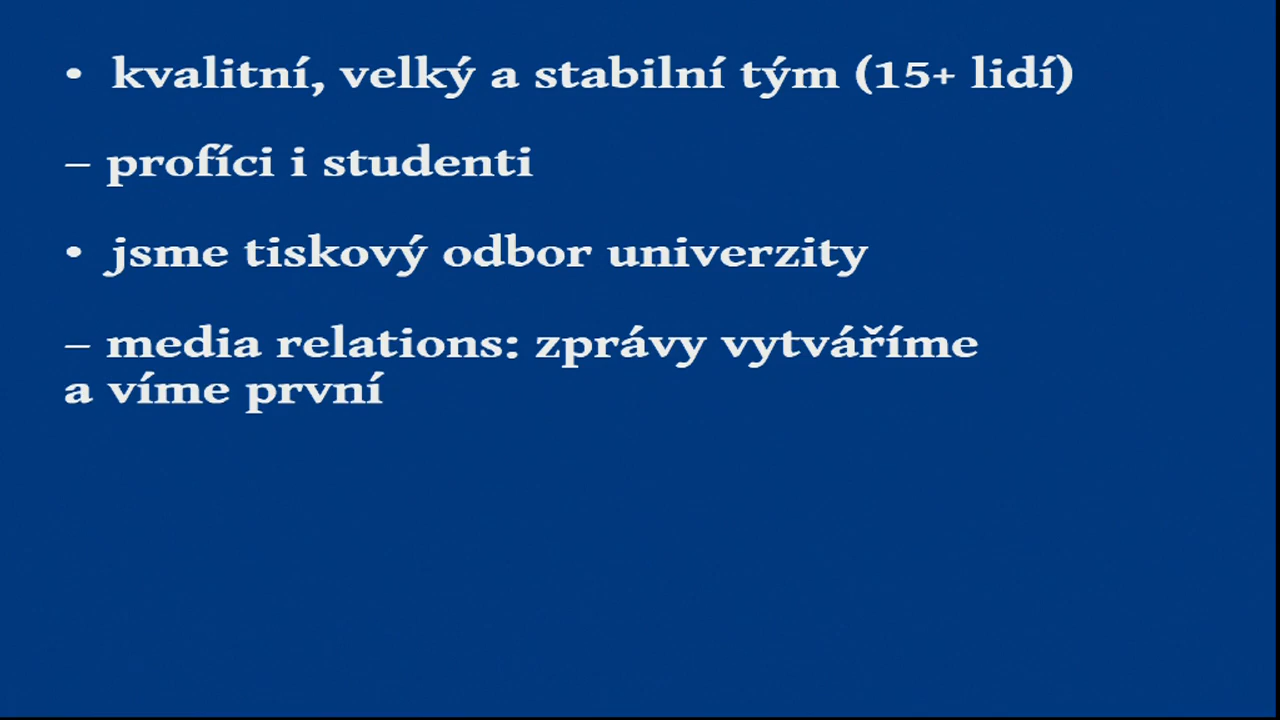 • kvalitní, velký a stabilní tým (15+ lidí)
– profíci i studenti
• jsme tiskový odbor univerzity
– media relations: zprávy vytváříme
a víme první